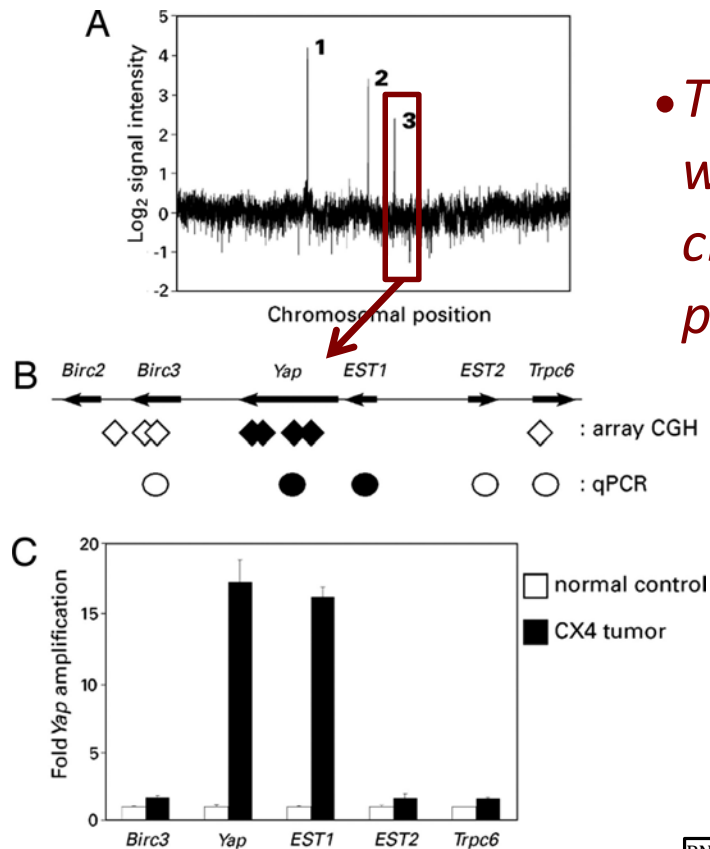 A
Log₂ signal intensity
5
4
3
2
1
0
-1
-2
1
2
3
Chromosomal position
B
Birc2 Birc3 Yap EST1 EST2 Trpc6
: array CGH
: qPCR
C
Fold Yap amplification
20
15
10
5
0
normal control
CX4 tumor
Birc3 Yap EST1 EST2 Trpc6
• T
w
p